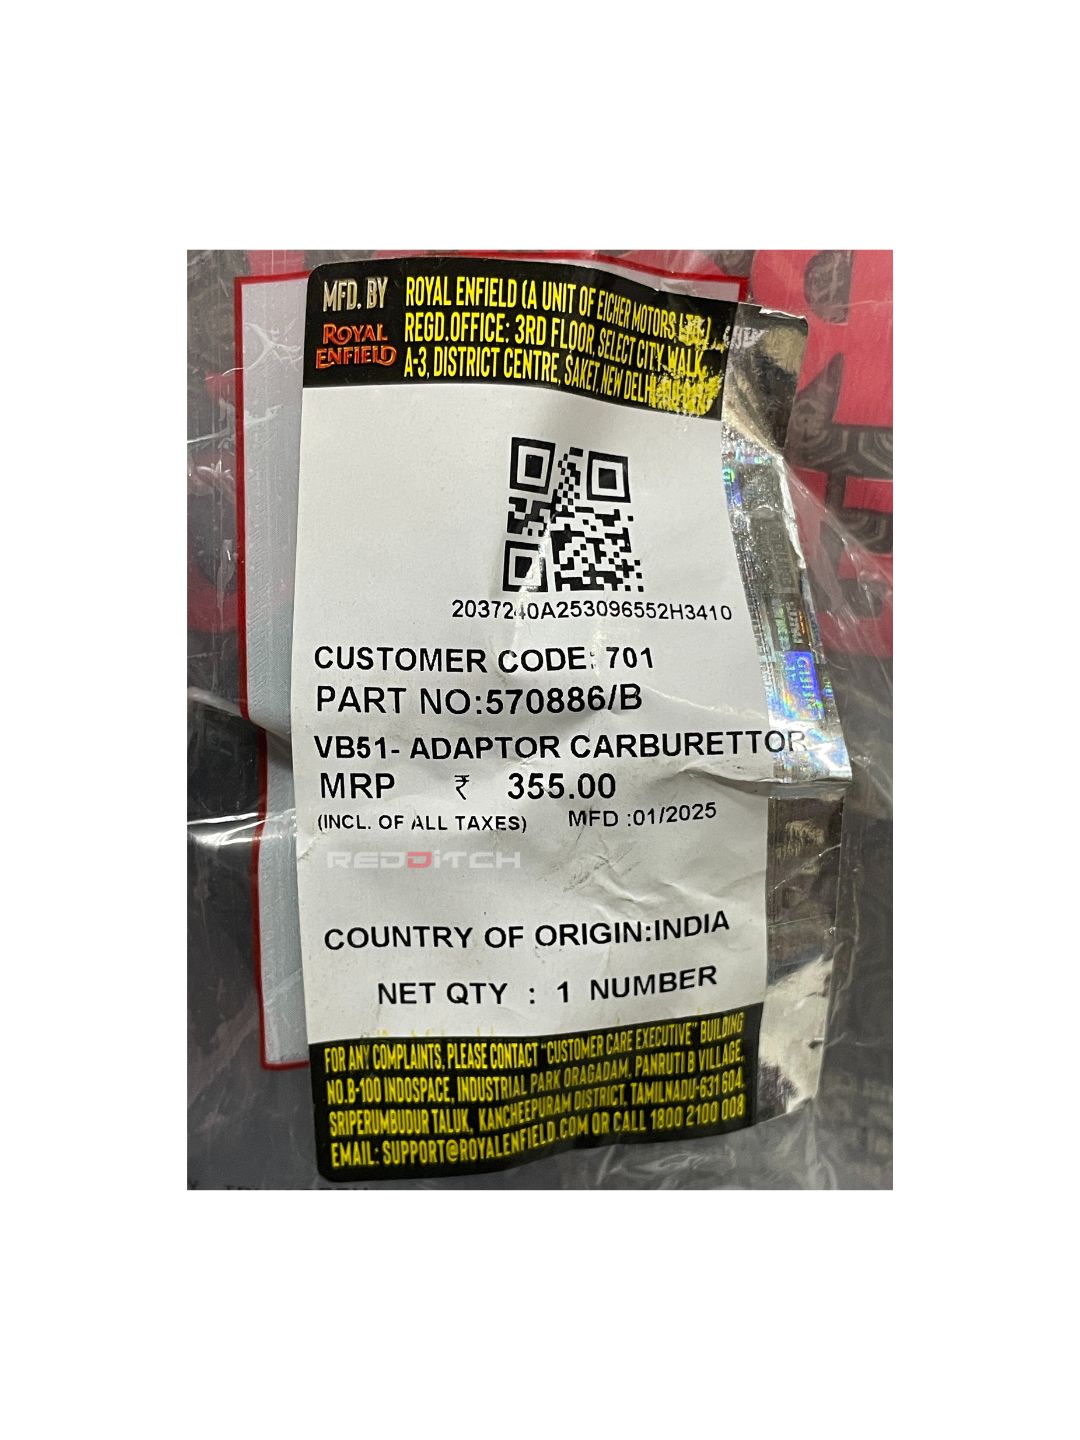 MFD. BY
ROYAL ENFIELD
ROYAL ENFIELD (A UNIT OF EICHER MOTORS LTD.)
REGD.OFFICE: 3RD FLOOR, SELECT CITY WALK,
A-3, DISTRICT CENTRE, SAKET, NEW DELHI
2037240A253096552H3410
CUSTOMER CODE: 701
PART NO:570886/B
VB51- ADAPTOR CARBURETTOR
MRP ₹ 355.00
(INCL. OF ALL TAXES) MFD :01/2025
REDDITCH
COUNTRY OF ORIGIN:INDIA
NET QTY : 1 NUMBER
FOR ANY COMPLAINTS, PLEASE CONTACT "CUSTOMER CARE EXECUTIVE" BUILDING
NO.B-100 INDOSPACE, INDUSTRIAL PARK ORAGADAM, PANRUTI B VILLAGE,
SRIPERUMBUDUR TALUK, KANCHEEPURAM DISTRICT, TAMILNADU-631604.
EMAIL: SUPPORT@ROYALENFIELD.COM OR CALL 1800 2100 008